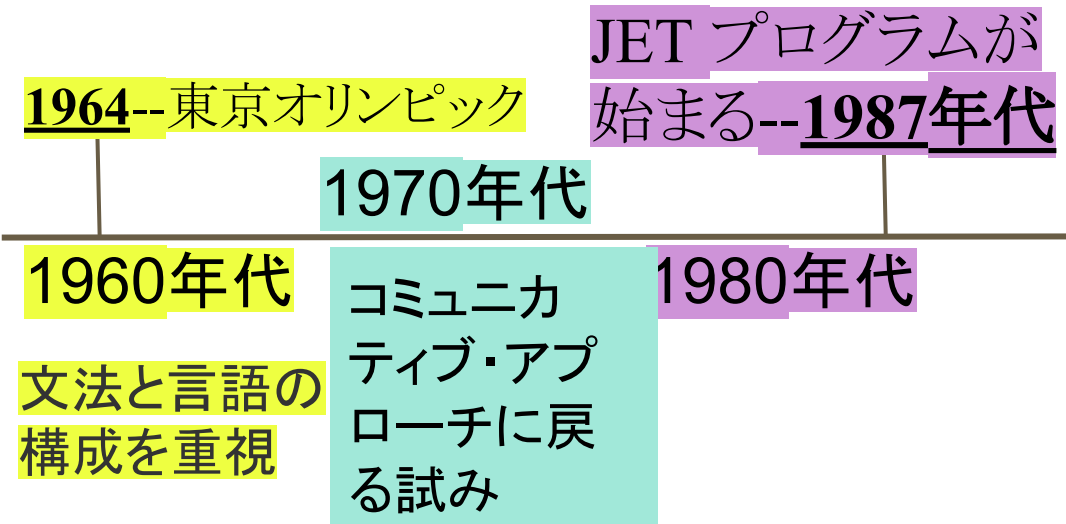 1964--東京オリンピック
JET プログラムが
始まる--1987年代
1970年代
1960年代
1980年代
文法と言語の
構成を重視
コミュニカ
ティブ・アプ
ローチに戻
る試み